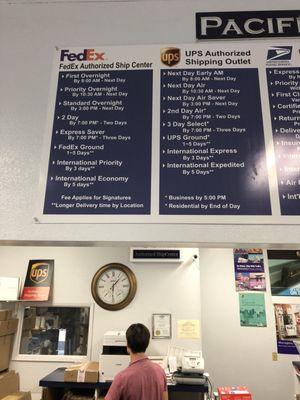 PACIFI
FedEx
FedEx Authorized Ship Center
First Overnight
By 8:00 AM - Next Day
Priority Overnight
By 10:30 AM - Next Day
Standard Overnight
By 3:00 PM - Next Day
2 Day
7:00 PM* - Two Days
Express Saver
By 7:00 PM* - Three Days
FedEx Ground
1-5 Days**
International Priority
By 3 days**
International Economy
By 5 days**
Fee Applies for Signatures
**Longer Delivery time by Location
ups
UPS Authorized
Shipping Outlet
Next Day Early AM
By 8:00 AM - Next Day
Next Day Air
By 10:30 AM - Next Day
Next Day Air Saver
By 3:00 PM - Next Day
2nd Day Air*
By 7:00 PM - Two Days
3 Day Select*
By 7:00 PM - Three Days
UPS Ground*
1-5 Days**
International Express
By 3 Days**
International Expedited
By 5 Days**
* Business by 5:00 PM
* Residential by End of Day
Express
Priority
Standard
Certified
Return
Delivery
Insur
Int'l
ups
Authorized ShipCenter